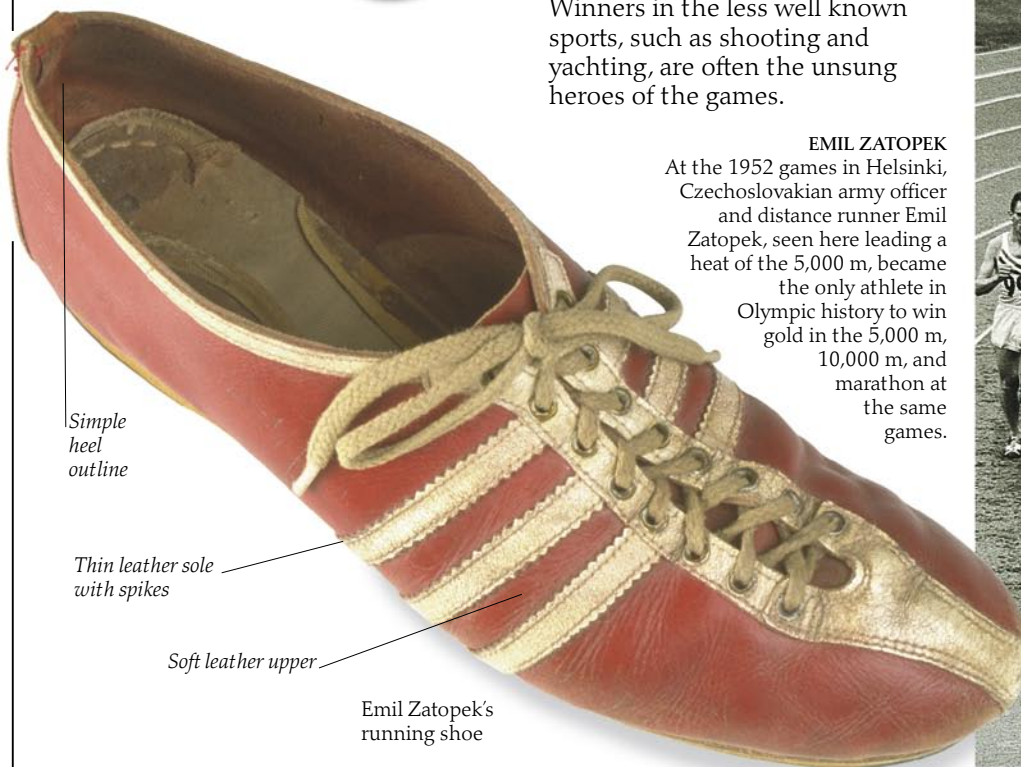 Winners in the less well known
sports, such as shooting and
yachting, are often the unsung
heroes of the games.
EMIL ZATOPEK
At the 1952 games in Helsinki,
Czechoslovakian army officer
and distance runner Emil
Zatopek, seen here leading a
heat of the 5,000 m, became
the only athlete in
Olympic history to win
gold in the 5,000 m,
10,000 m, and
marathon at
the same
games.
Simple
heel
outline
Thin leather sole
with spikes
Soft leather upper
Emil Zatopek's
running shoe